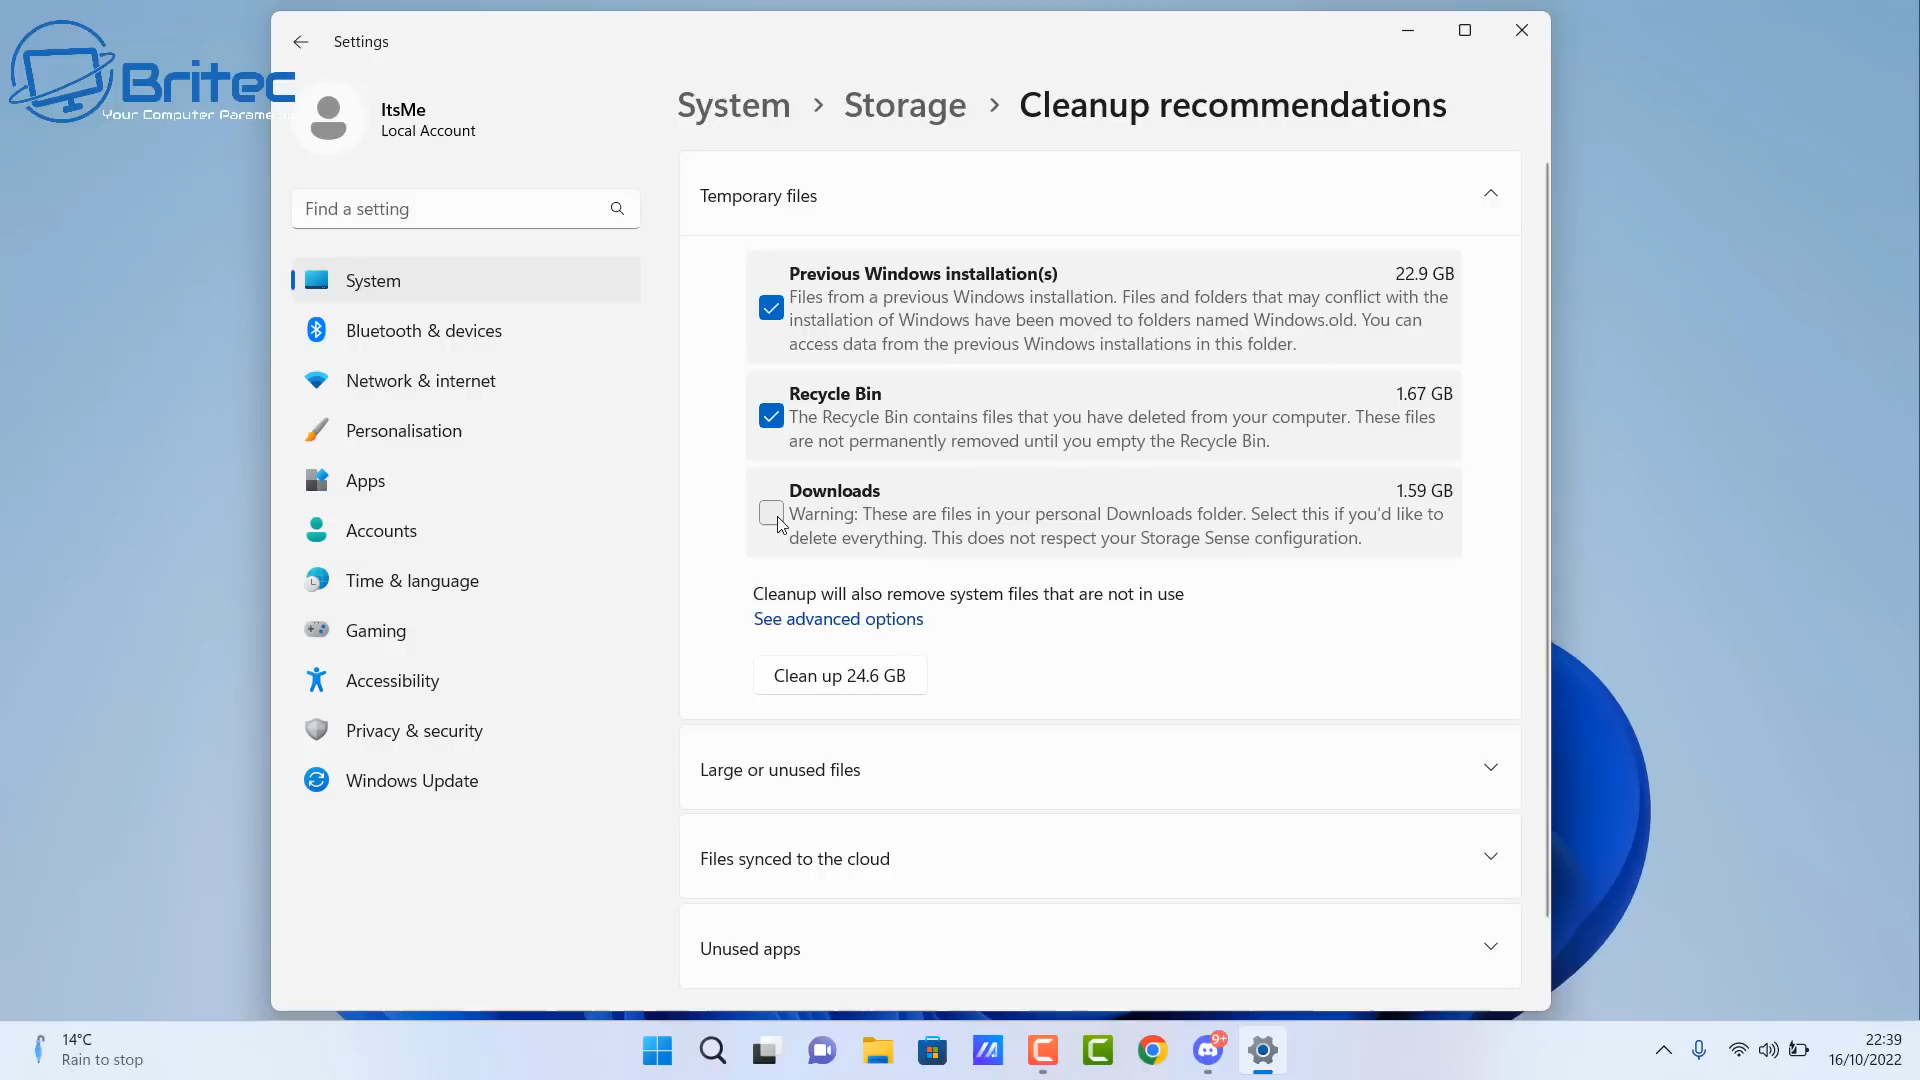 Settings
Britec
Your Computer Parame
ItsMe
Local Account
System > Storage > Cleanup recommendations
Find a setting
System
Bluetooth & devices
Network & internet
Personalisation
Apps
Accounts
Time & language
Gaming
Accessibility
Privacy & security
Windows Update
Temporary files
Previous Windows installation(s) 22.9 GB
Files from a previous Windows installation. Files and folders that may conflict with the
installation of Windows have been moved to folders named Windows.old. You can
access data from the previous Windows installations in this folder.
Recycle Bin 1.67 GB
The Recycle Bin contains files that you have deleted from your computer. These files
are not permanently removed until you empty the Recycle Bin.
Downloads 1.59 GB
Warning: These are files in your personal Downloads folder. Select this if you'd like to
delete everything. This does not respect your Storage Sense configuration.
Cleanup will also remove system files that are not in use
See advanced options
Clean up 24.6 GB
Large or unused files
Files synced to the cloud
Unused apps
14°C
Rain to stop
9+
22:39
16/10/2022